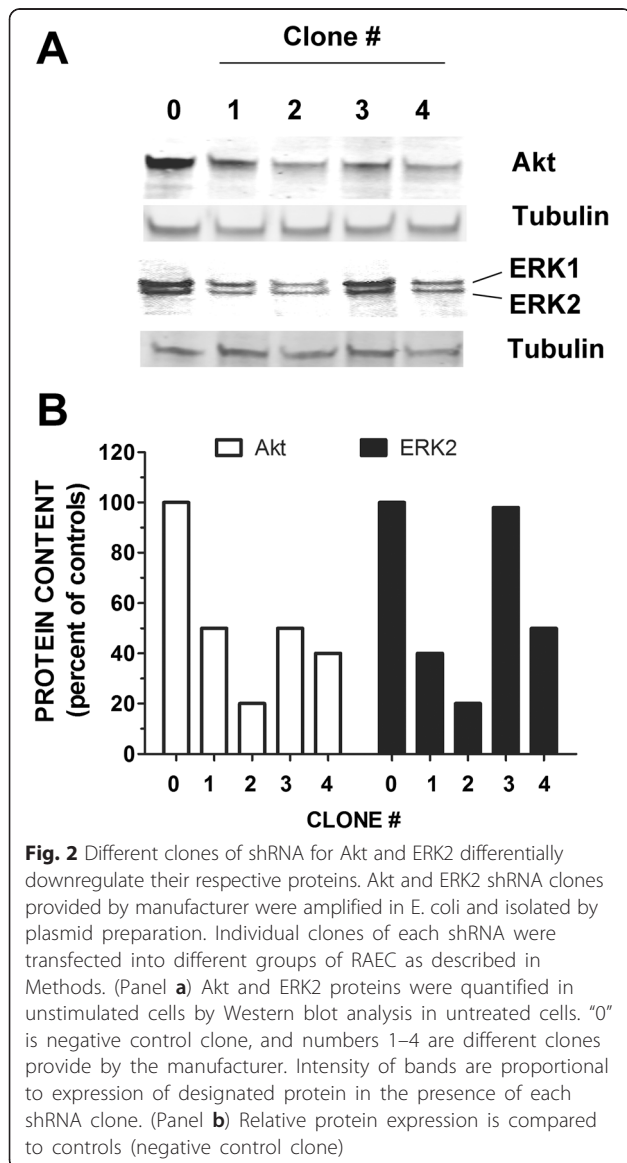 A
Clone #
0 1 2 3 4
Akt
Tubulin
ERK1
ERK2
Tubulin
B
Akt ERK2
120
100
80
60
40
20
0
PROTEIN CONTENT
(percent of controls)
0 1 2 3 4 0 1 2 3 4
CLONE #
Fig. 2 Different clones of shRNA for Akt and ERK2 differentially
downregulate their respective proteins. Akt and ERK2 shRNA clones
provided by manufacturer were amplified in E. coli and isolated by
plasmid preparation. Individual clones of each shRNA were
transfected into different groups of RAEC as described in
Methods. (Panel a) Akt and ERK2 proteins were quantified in
unstimulated cells by Western blot analysis in untreated cells. “0”
is negative control clone, and numbers 1–4 are different clones
provide by the manufacturer. Intensity of bands are proportional
to expression of designated protein in the presence of each
shRNA clone. (Panel b) Relative protein expression is compared
to controls (negative control clone)